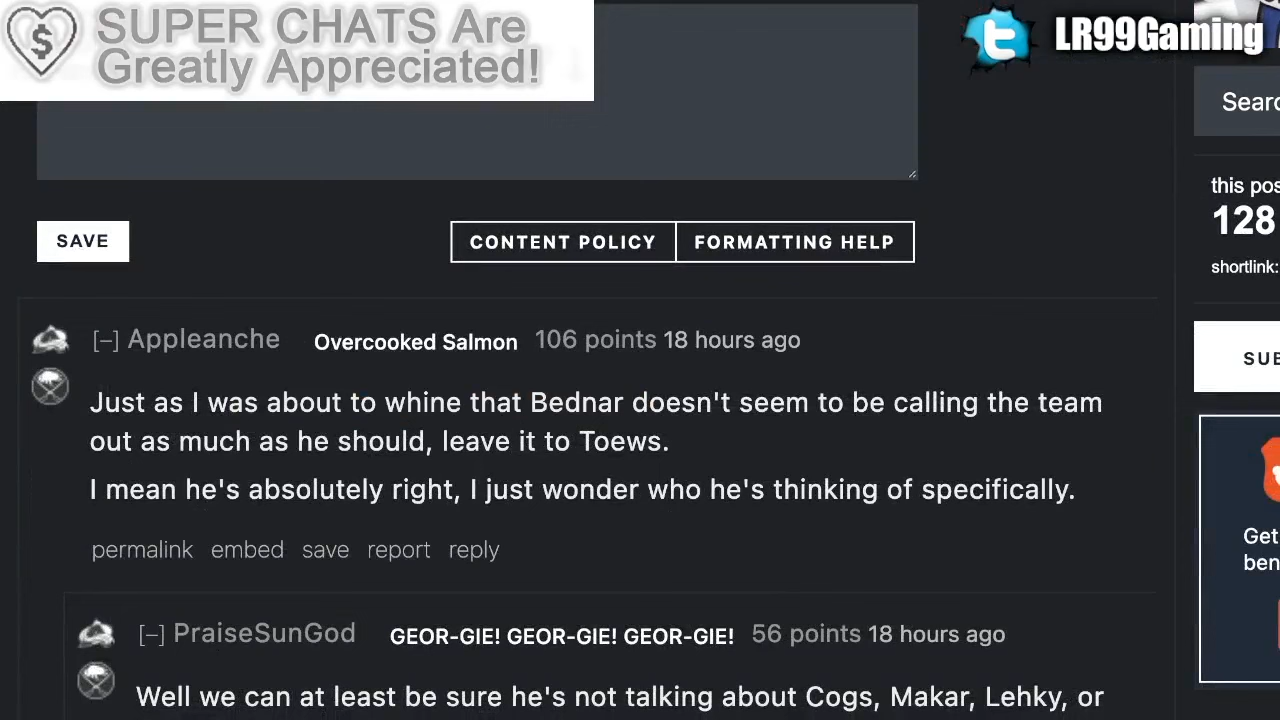 SUPER CHATS Are
Greatly Appreciated!
LR99Gaming
Sear
this pos
128
shortlink:
SAVE
CONTENT POLICY
FORMATTING HELP
SUB
[–] Appleanche Overcooked Salmon 106 points 18 hours ago
Just as I was about to whine that Bednar doesn't seem to be calling the team
out as much as he should, leave it to Toews.
I mean he's absolutely right, I just wonder who he's thinking of specifically.
permalink embed save report reply
Get
ben
[–] PraiseSunGod GEOR-GIE! GEOR-GIE! GEOR-GIE! 56 points 18 hours ago
Well we can at least be sure he's not talking about Cogs, Makar, Lehky, or